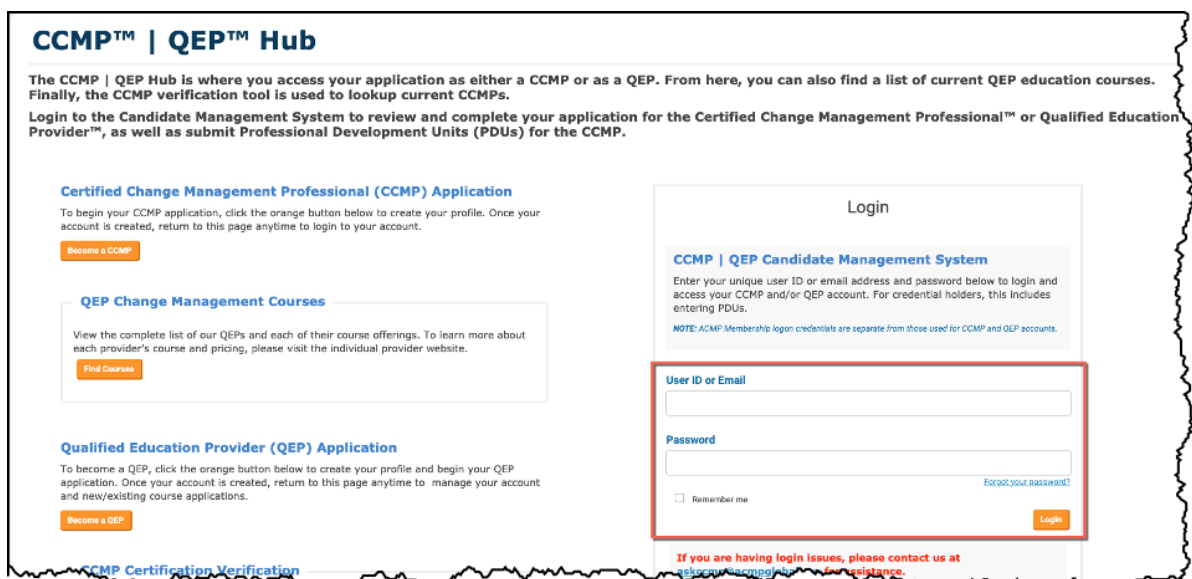 CCMP™ | QEP™ Hub
The CCMP | QEP Hub is where you access your application as either a CCMP or as a QEP. From here, you can also find a list of current QEP education courses.
Finally, the CCMP verification tool is used to lookup current CCMPs.
Login to the Candidate Management System to review and complete your application for the Certified Change Management Professional™ or Qualified Education
Provider™, as well as submit Professional Development Units (PDUs) for the CCMP.
Certified Change Management Professional (CCMP) Application
To begin your CCMP application, click the orange button below to create your profile. Once your
account is created, return to this page anytime to login to your account.
Become a CCMP
QEP Change Management Courses
View the complete list of our QEPs and each of their course offerings. To learn more about
each provider's course and pricing, please visit the individual provider website.
Find Courses
Qualified Education Provider (QEP) Application
To become a QEP, click the orange button below to create your profile and begin your QEP
application. Once your account is created, return to this page anytime to manage your account
and new/existing course applications.
Become a QEP
CCMP Certification Verification
Login
CCMP | QEP Candidate Management System
Enter your unique user ID or email address and password below to login and
access your CCMP and/or QEP account. For credential holders, this includes
entering PDUs.
NOTE: ACMP Membership logon credentials are separate from those used for CCMP and QEP accounts.
User ID or Email
Password
Forgot your password?
Remember me
Login
If you are having login issues, please contact us at
for assistance.